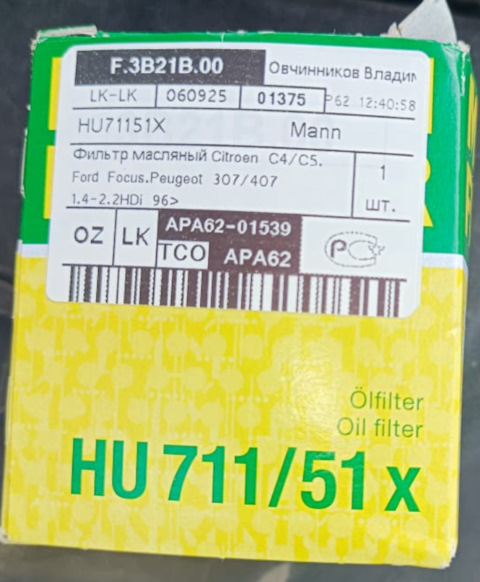 F.3B21B.00 Овчинников Владим
LK-LK 060925 01375 P62 12:40:58
HU71151X Mann
Фильтр масляный Citroen C4/C5.
Ford Focus.Peugeot 307/407
1.4-2.2HDi 96>
1
шт.
OZ LK APA62-01539
TCO APA62
РСТ
Ölfilter
Oil filter
HU 711/51 x